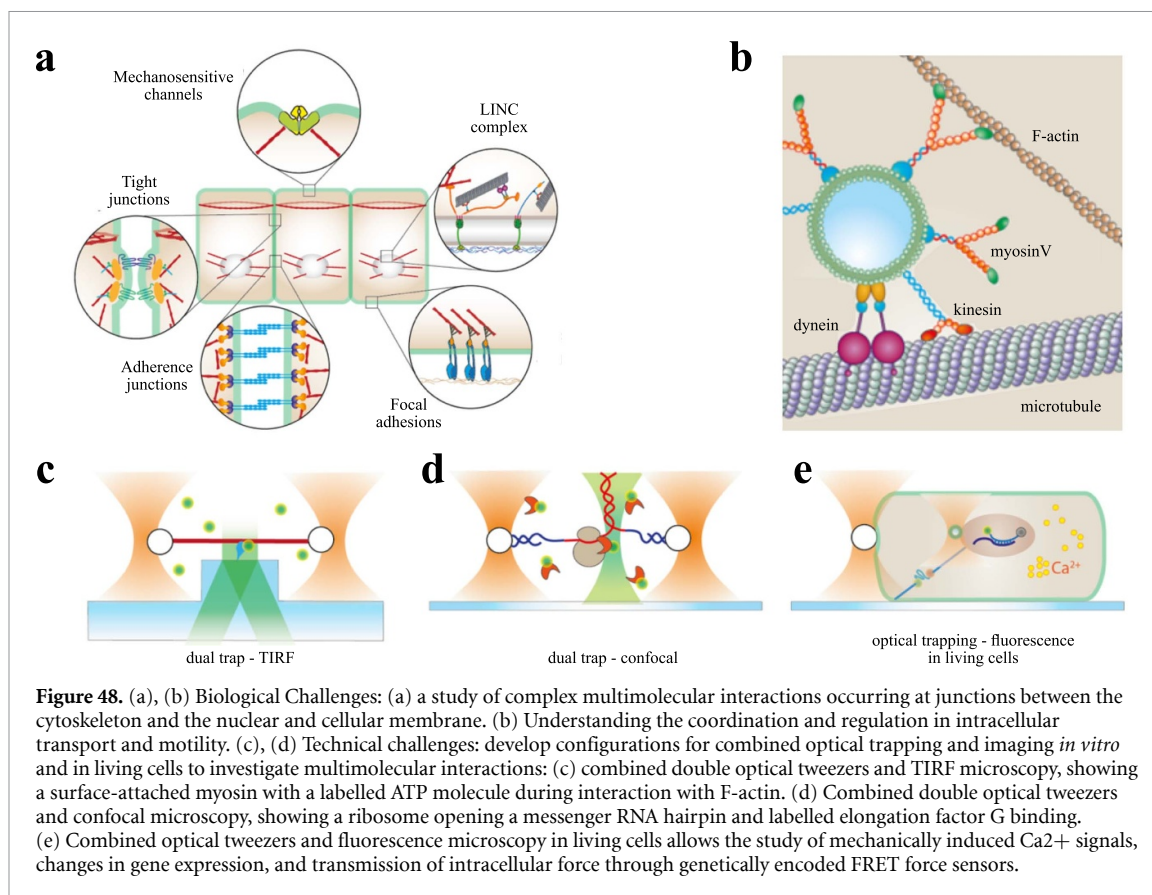 a
Mechanosensitive
channels
LINC
complex
Tight
junctions
Adherence
junctions
Focal
adhesions
b
F-actin
myosinV
kinesin
dynein
microtubule
c
dual trap - TIRF
d
dual trap - confocal
e
Ca2+
optical trapping - fluorescence
in living cells
Figure 48. (a), (b) Biological Challenges: (a) a study of complex multimolecular interactions occurring at junctions between the
cytoskeleton and the nuclear and cellular membrane. (b) Understanding the coordination and regulation in intracellular
transport and motility. (c), (d) Technical challenges: develop configurations for combined optical trapping and imaging in vitro
and in living cells to investigate multimolecular interactions: (c) combined double optical tweezers and TIRF microscopy, showing
a surface-attached myosin with a labelled ATP molecule during interaction with F-actin. (d) Combined double optical tweezers
and confocal microscopy, showing a ribosome opening a messenger RNA hairpin and labelled elongation factor G binding.
(e) Combined optical tweezers and fluorescence microscopy in living cells allows the study of mechanically induced Ca2+ signals,
changes in gene expression, and transmission of intracellular force through genetically encoded FRET force sensors.